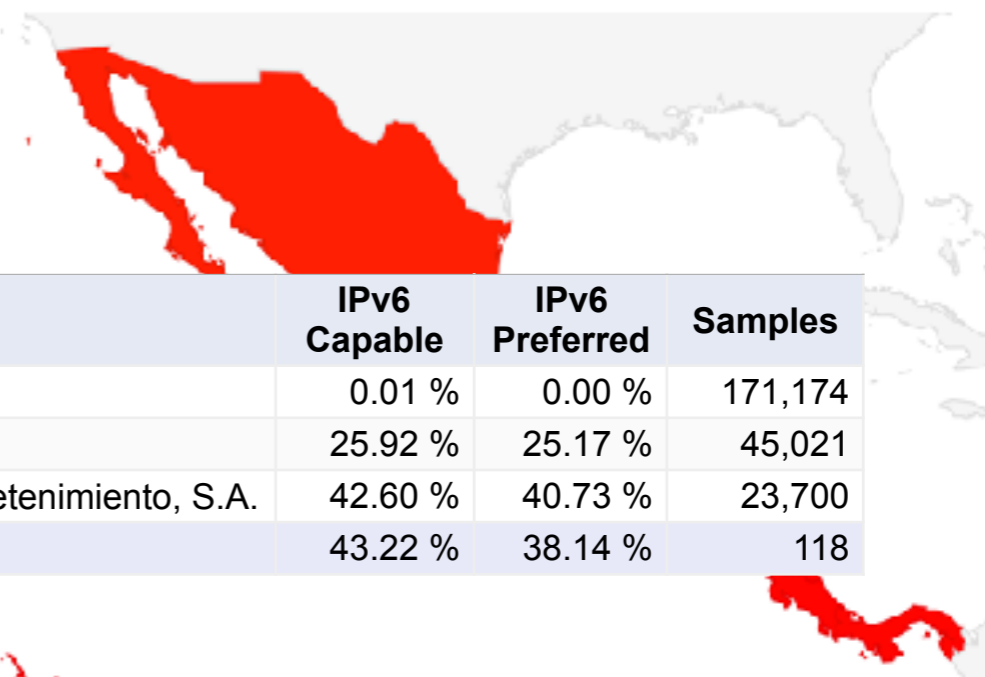 IPv6 Capable IPv6 Preferred Samples
0.01 % 0.00 % 171,174
25.92 % 25.17 % 45,021
etenimiento, S.A. 42.60 % 40.73 % 23,700
43.22 % 38.14 % 118